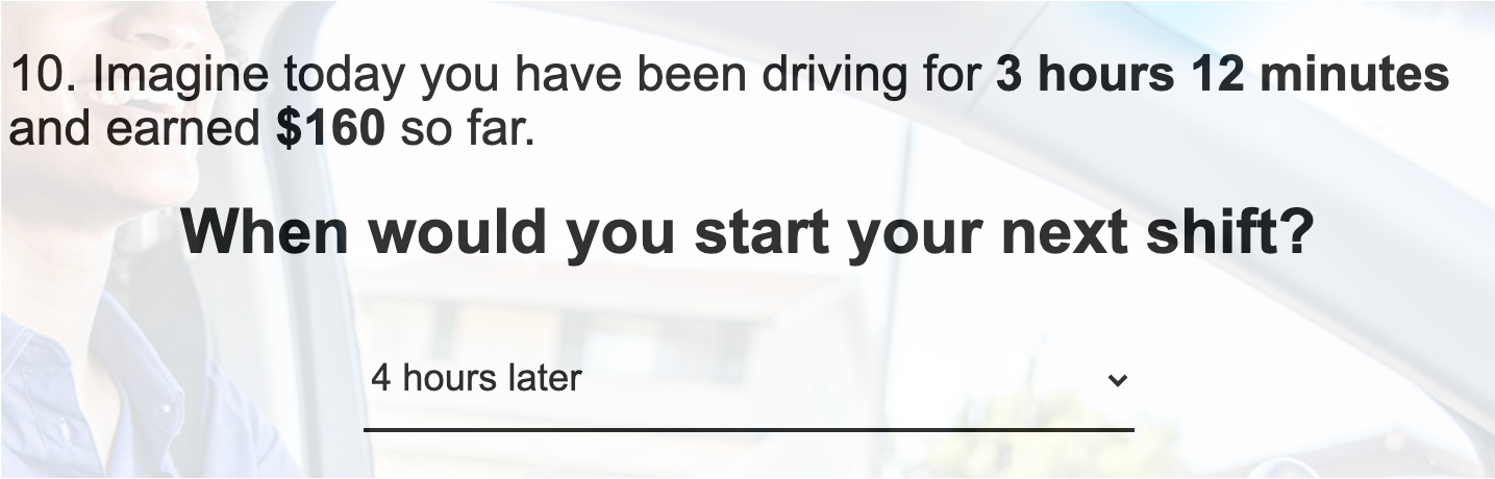 10. Imagine today you have been driving for 3 hours 12 minutes
and earned $160 so far.
When would you start your next shift?
4 hours later